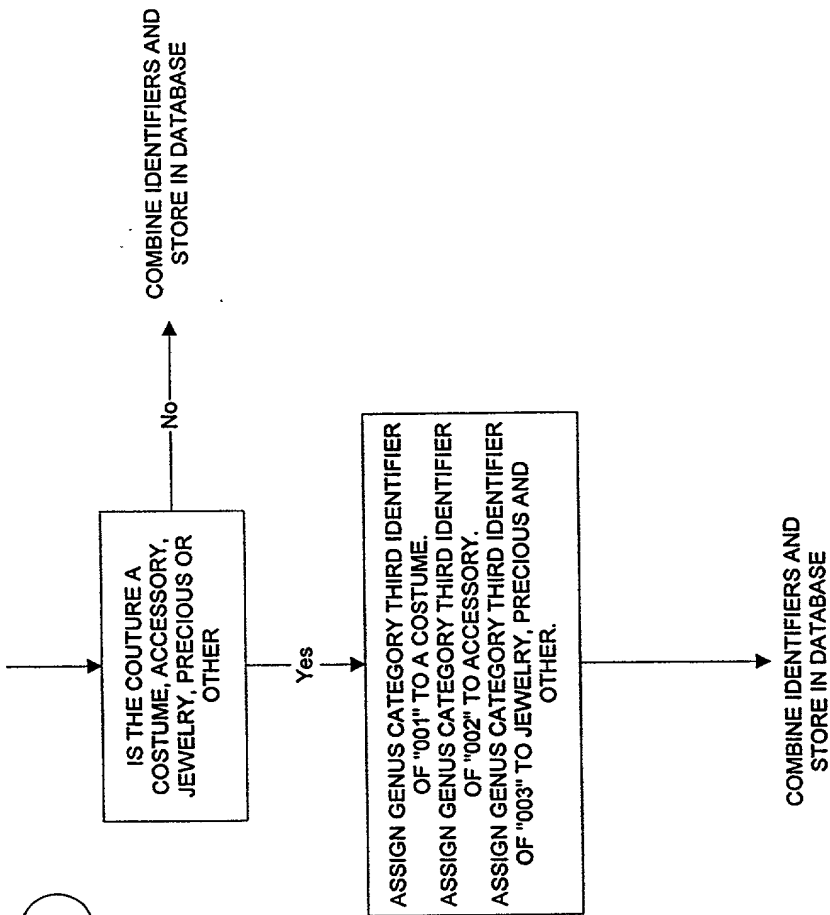 IS THE COUTURE A
COSTUME, ACCESSORY,
JEWELRY, PRECIOUS OR
OTHER
No
COMBINE IDENTIFIERS AND
STORE IN DATABASE
Yes
ASSIGN GENUS CATEGORY THIRD IDENTIFIER
OF "001" TO A COSTUME.
ASSIGN GENUS CATEGORY THIRD IDENTIFIER
OF "002" TO ACCESSORY.
ASSIGN GENUS CATEGORY THIRD IDENTIFIER
OF "003" TO JEWELRY, PRECIOUS AND
OTHER.
COMBINE IDENTIFIERS AND
STORE IN DATABASE